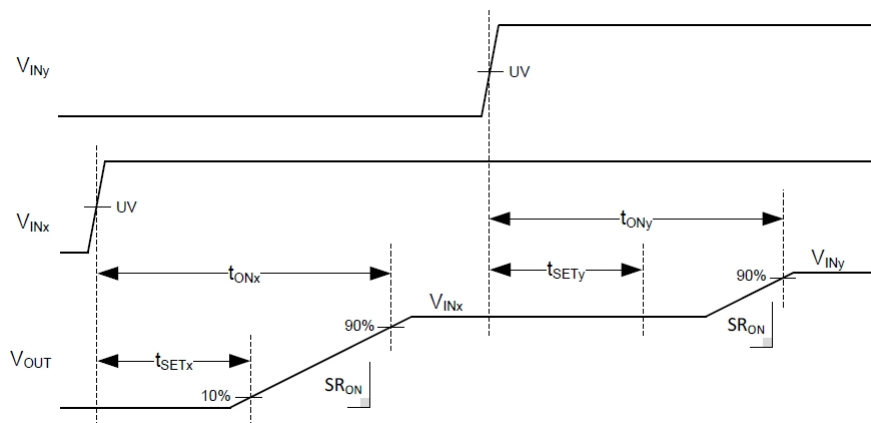 VINy
UV
VINx
UV
tONy
tONx
tSETy
90%
VINy
VINx
90%
SRON
VOUT
tSETx
10%
SRON